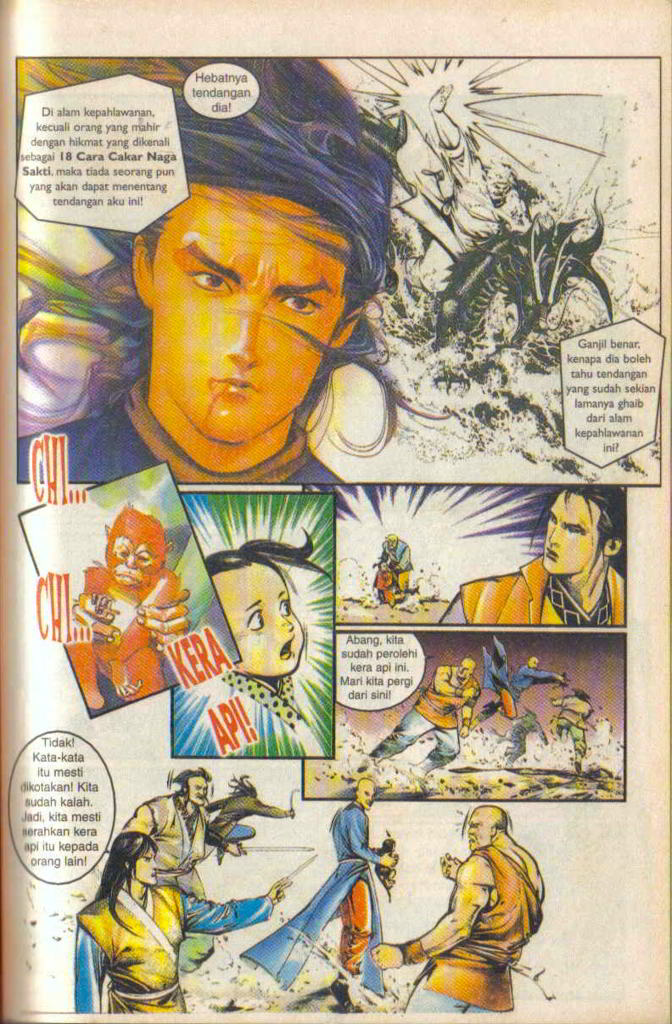 Hebatnya
tendangan
dia!
Di alam kepahlawanan,
kecuali orang yang mahir
dengan hikmat yang dikenali
sebagai 18 Cara Cakar Naga
Sakti, maka tiada seorang pun
yang akan dapat menentang
tendangan aku ini!
Ganjil benar,
kenapa dia boleh
tahu tendangan
yang sudah sekian
lamanya ghaib
dari alam
kepahlawanan
ini?
CHI...
CHI...
KERA
API!
Abang, kita
sudah perolehi
kera api ini.
Mari kita pergi
dari sini!
Tidak!
Kata-kata
itu mesti
dikotakan! Kita
sudah kalah.
Jadi, kita mesti
serahkan kera
api itu kepada
orang lain!